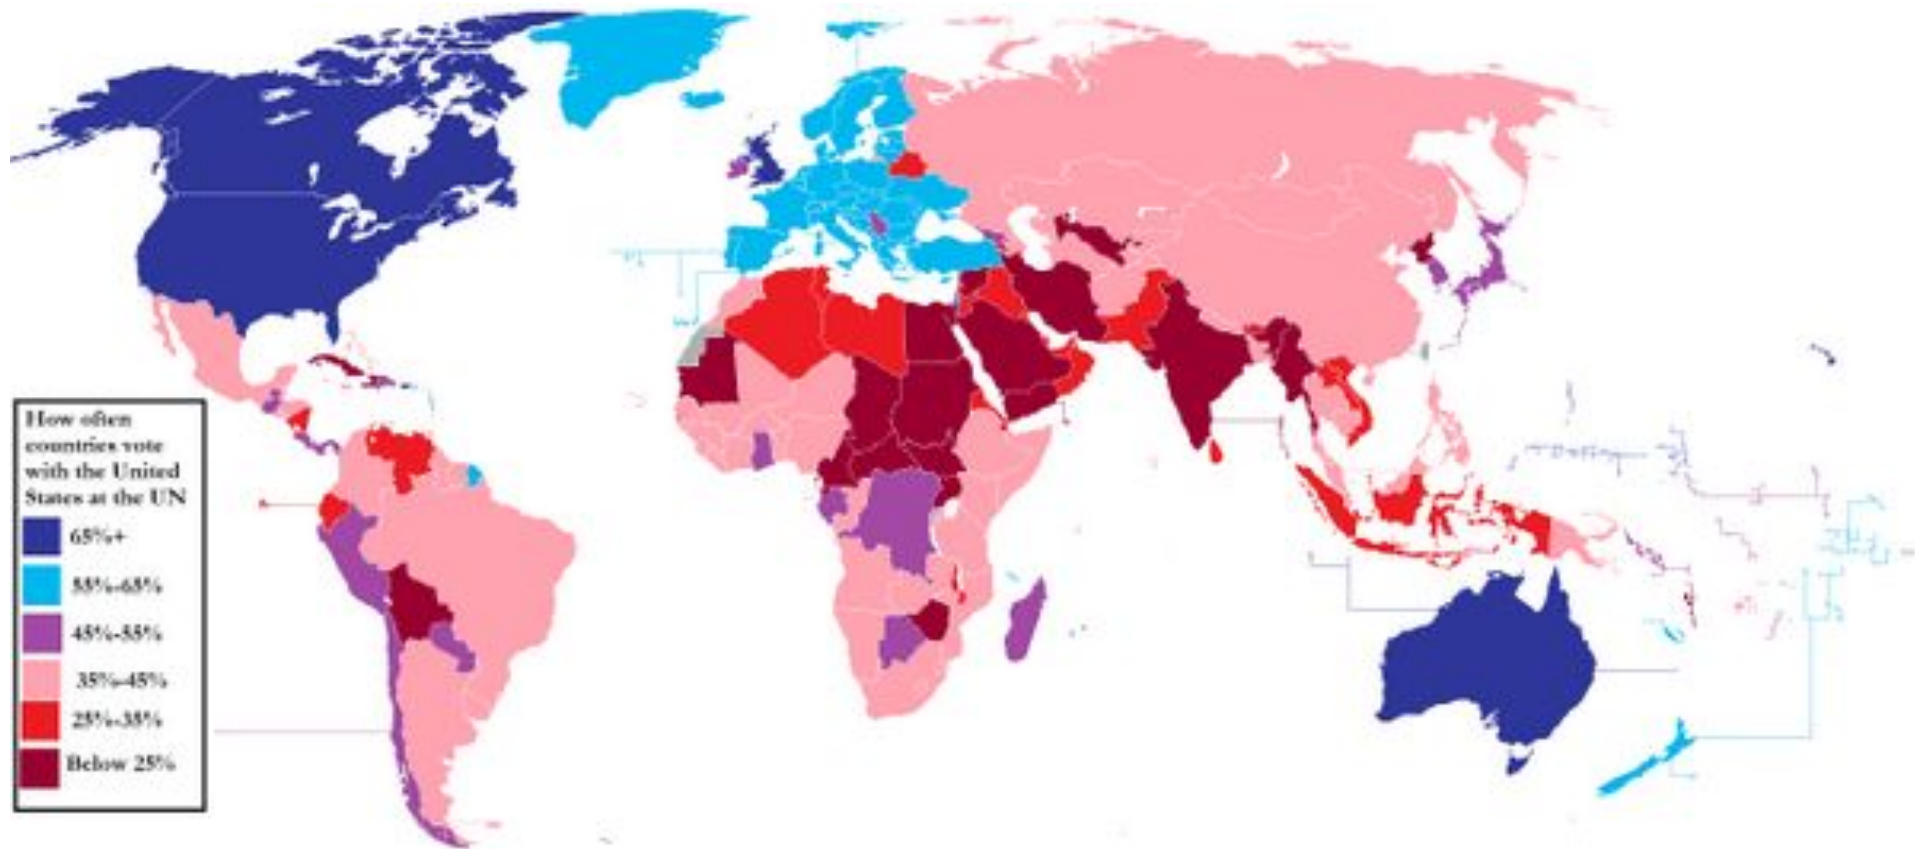 How often
countries vote
with the United
States at the UN
65%+
55%-65%
45%-55%
35%-45%
25%-35%
Below 25%